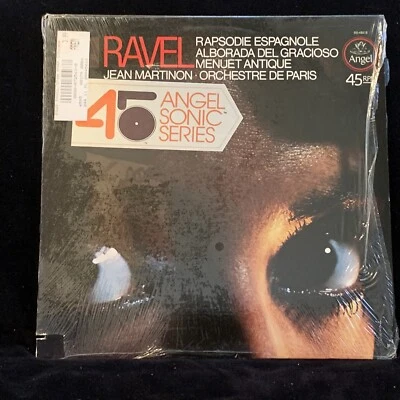 RAVEL
RAPSODIE ESPAGNOLE
ALBORADA DEL GRACIOSO
MENUET ANTIQUE
JEAN MARTINON · ORCHESTRE DE PARIS
Angel
45 RPM
45
ANGEL
SONIC
SERIES